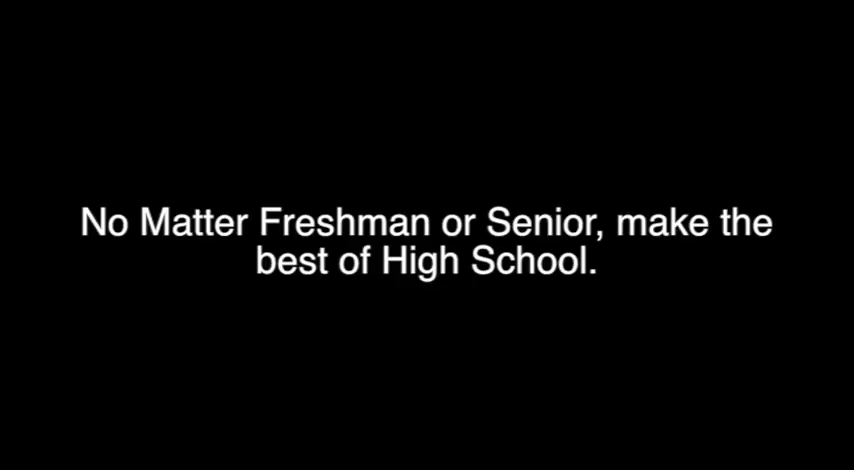 No Matter Freshman or Senior, make the
best of High School.